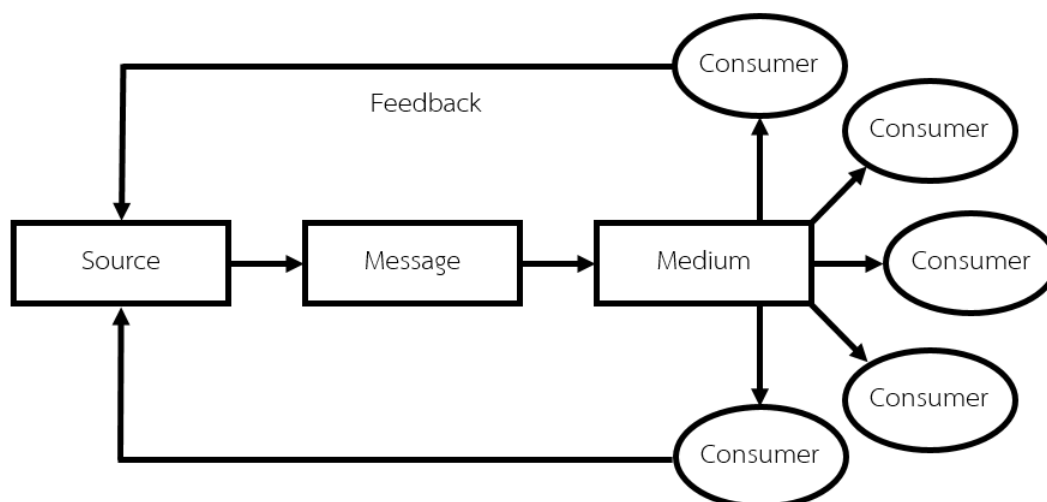 Consumer
Feedback
Consumer
Source
Message
Medium
Consumer
Consumer
Consumer